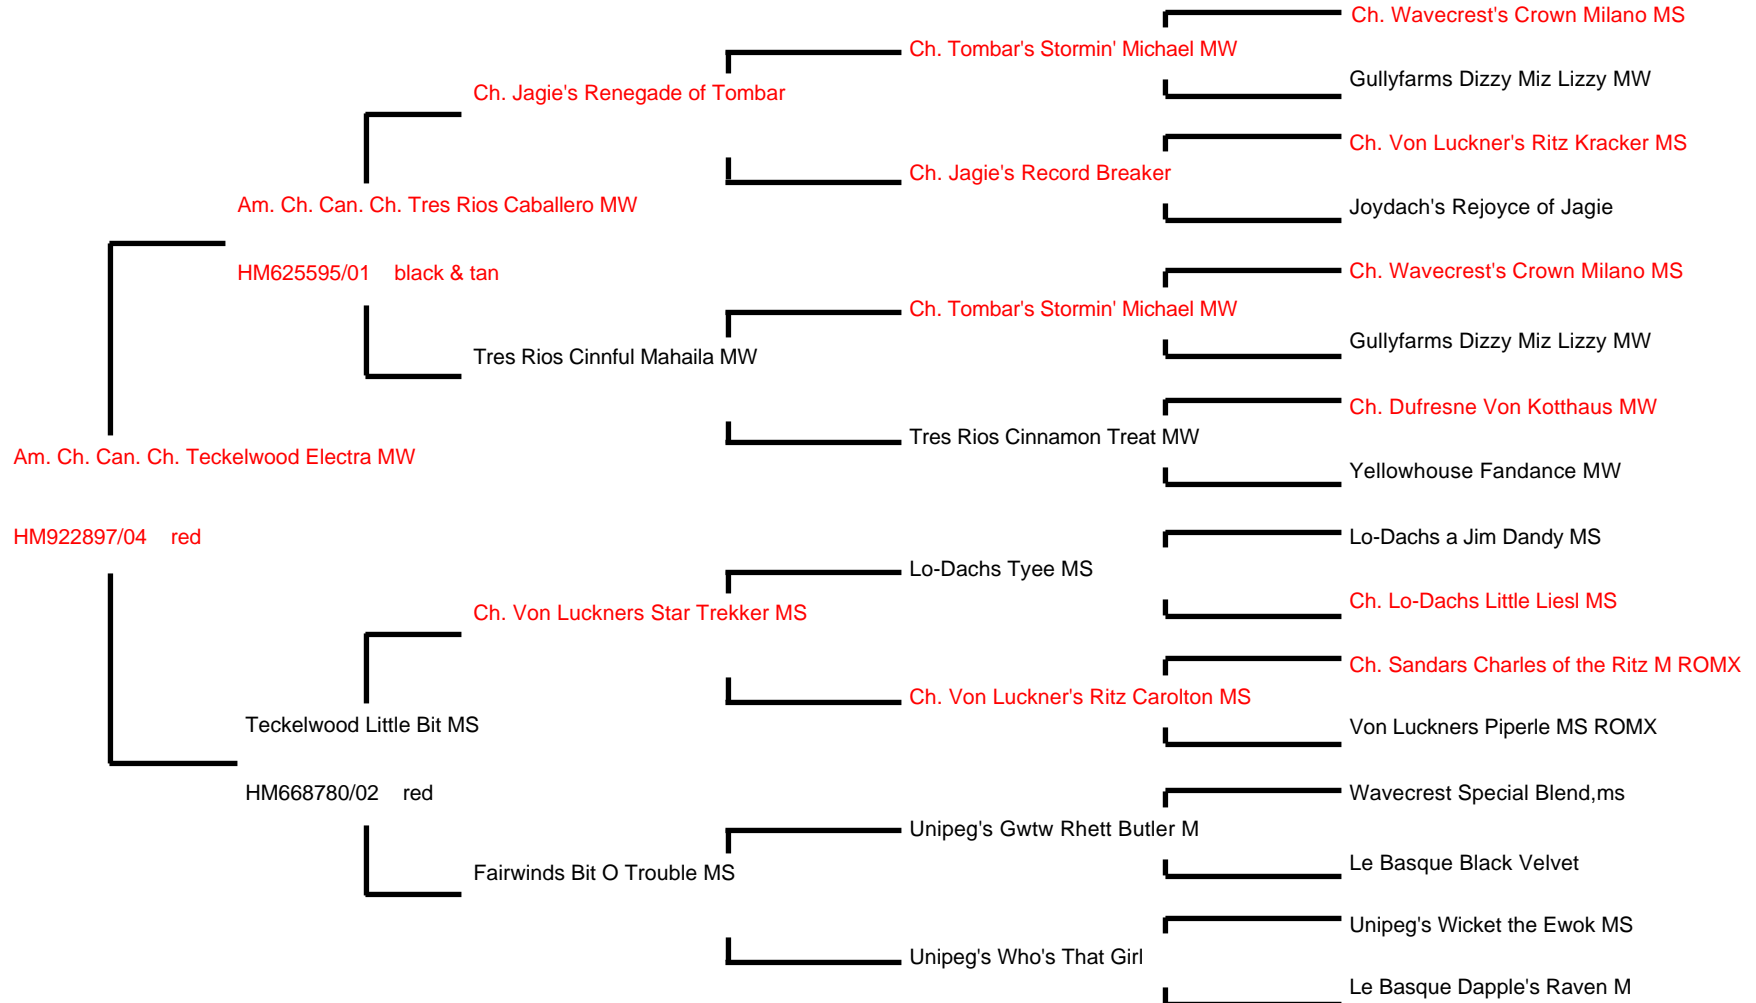 Ch. Wavecrest's Crown Milano MS
Ch. Tombar's Stormin' Michael MW
Gullyfarms Dizzy Miz Lizzy MW
Ch. Jagie's Renegade of Tombar
Ch. Von Luckner's Ritz Kracker MS
Ch. Jagie's Record Breaker
Joydach's Rejoyce of Jagie
Am. Ch. Can. Ch. Tres Rios Caballero MW
HM625595/01 black & tan
Ch. Wavecrest's Crown Milano MS
Ch. Tombar's Stormin' Michael MW
Gullyfarms Dizzy Miz Lizzy MW
Tres Rios Cinnful Mahaila MW
Ch. Dufresne Von Kotthaus MW
Tres Rios Cinnamon Treat MW
Yellowhouse Fandance MW
Am. Ch. Can. Ch. Teckelwood Electra MW
HM922897/04 red
Lo-Dachs a Jim Dandy MS
Lo-Dachs Tyee MS
Ch. Lo-Dachs Little Liesl MS
Ch. Von Luckners Star Trekker MS
Ch. Sandars Charles of the Ritz M ROMX
Ch. Von Luckner's Ritz Carolton MS
Von Luckners Piperle MS ROMX
Teckelwood Little Bit MS
HM668780/02 red
Wavecrest Special Blend,ms
Unipeg's Gwtw Rhett Butler M
Le Basque Black Velvet
Fairwinds Bit O Trouble MS
Unipeg's Wicket the Ewok MS
Unipeg's Who's That Girl
Le Basque Dapple's Raven M